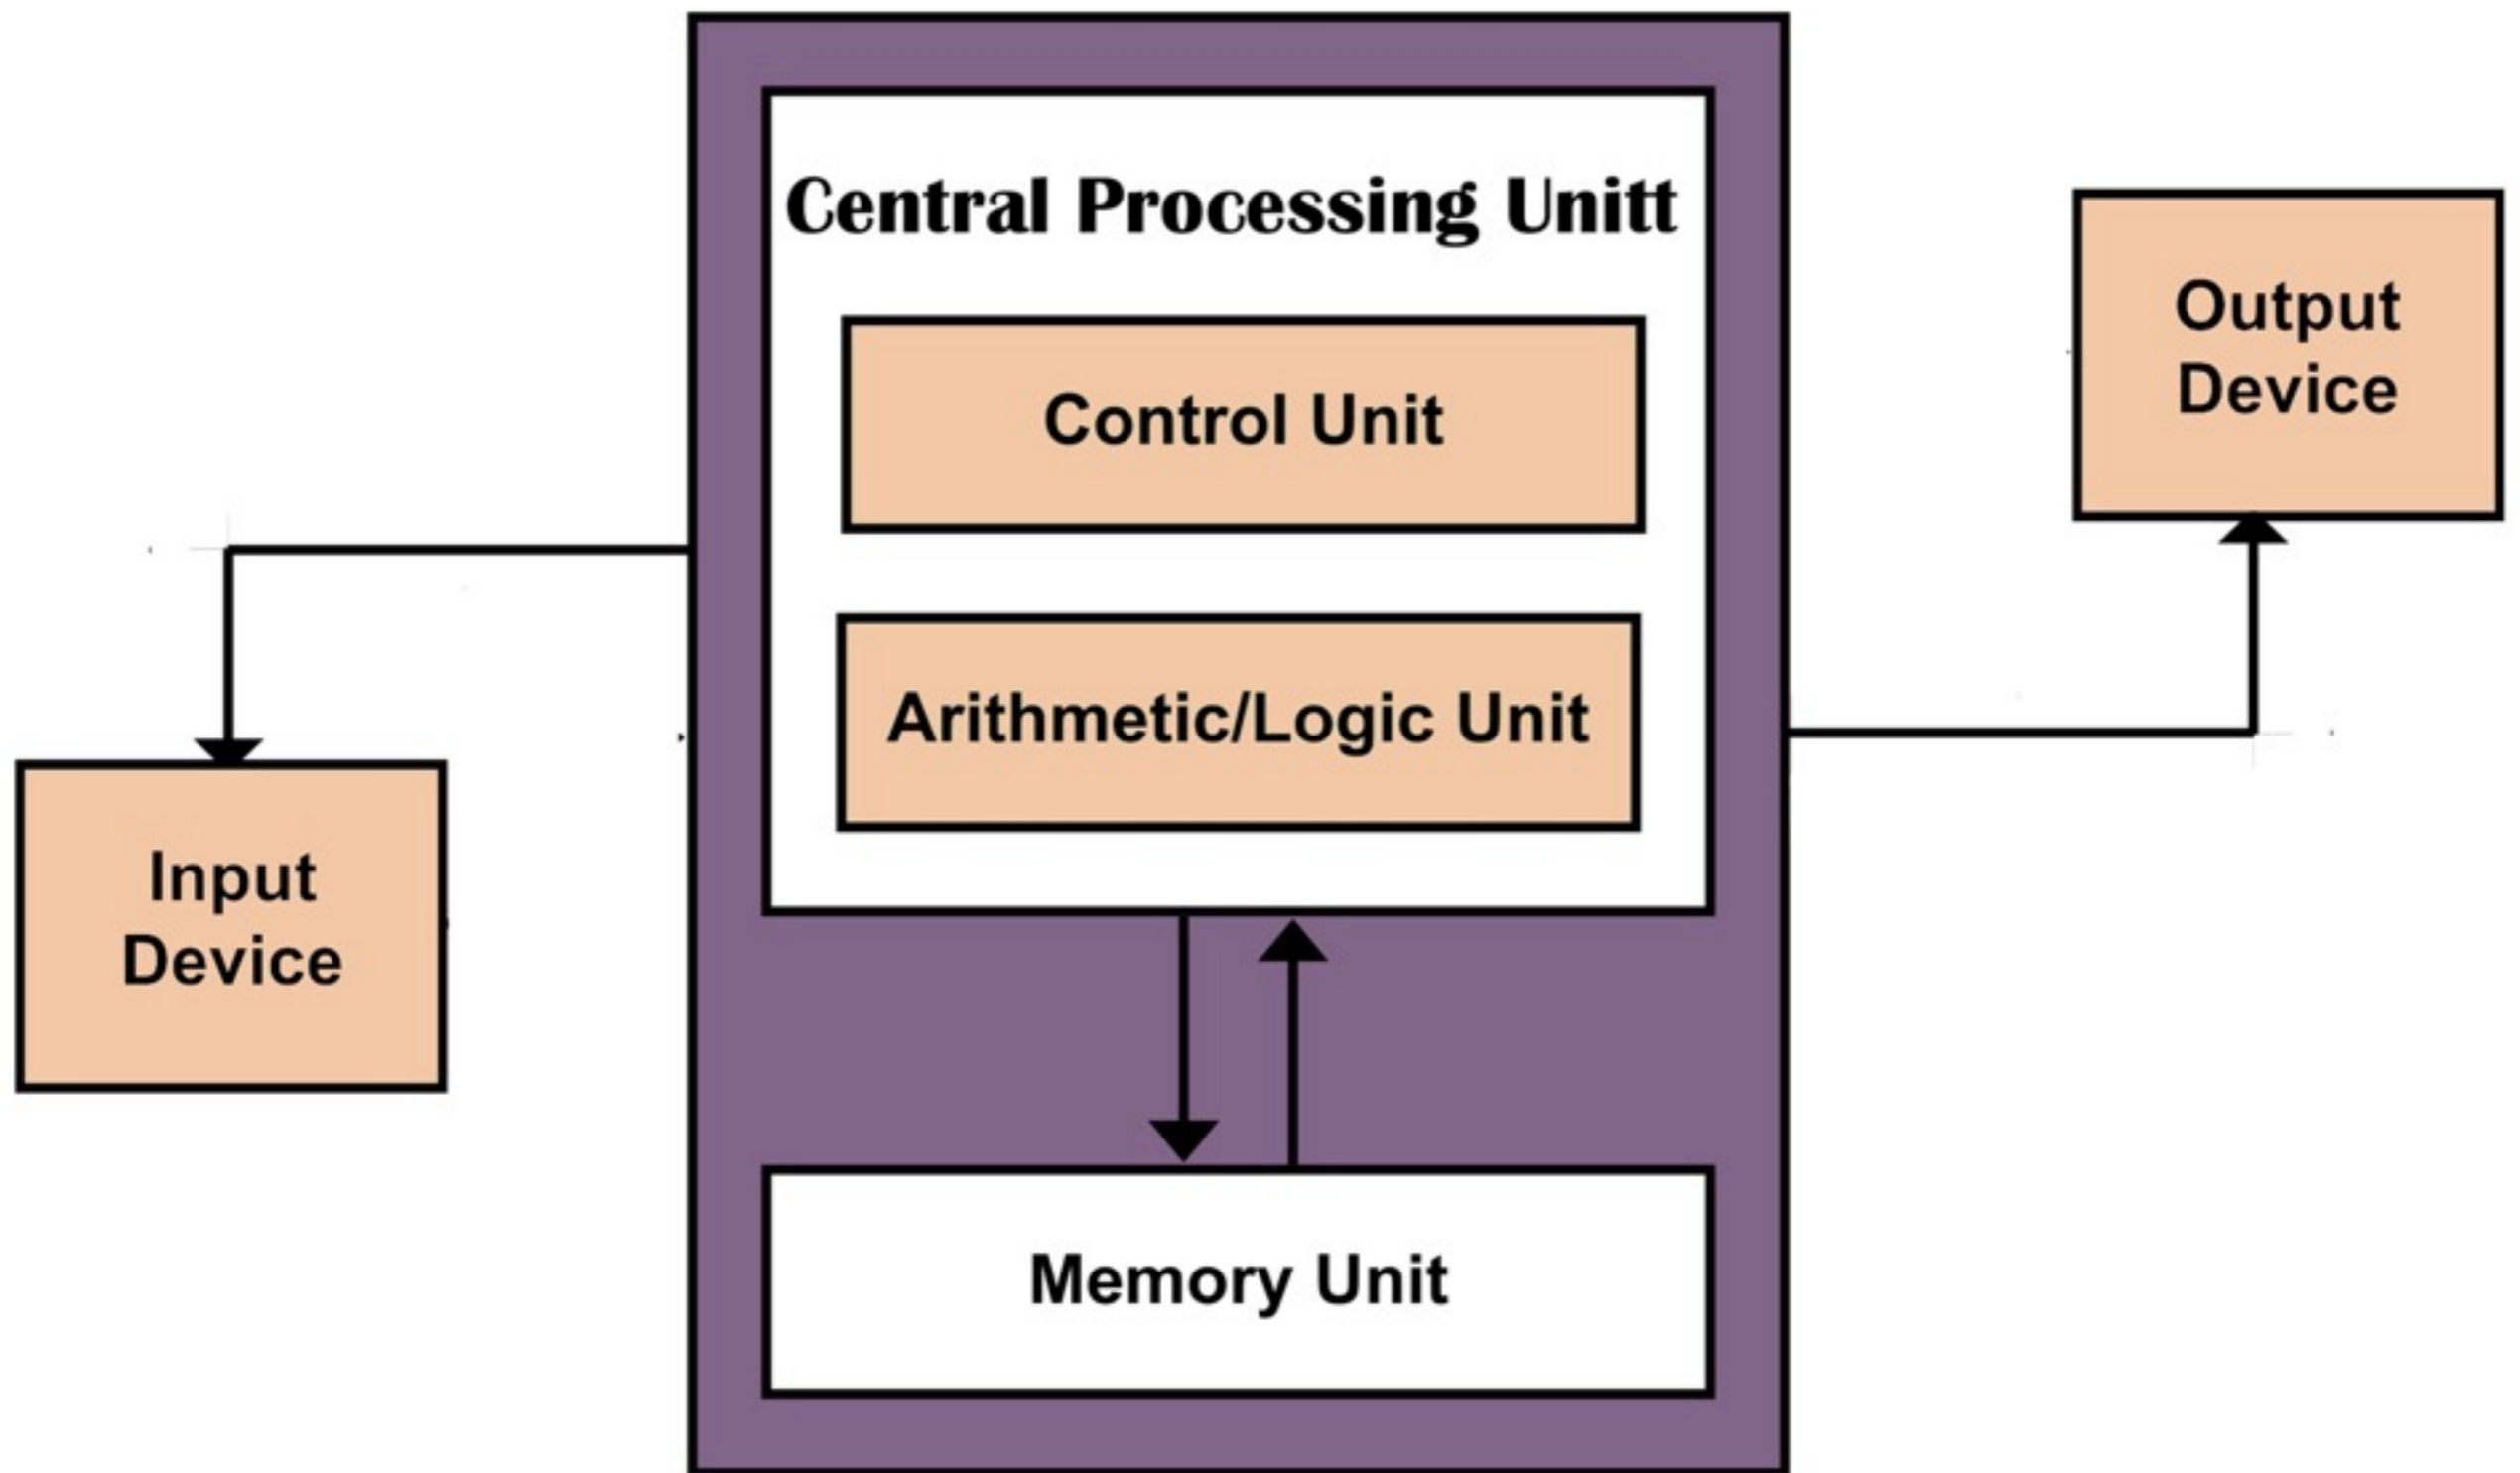 Central Processing Unitt
Control Unit
Arithmetic/Logic Unit
Memory Unit
Input
Device
Output
Device